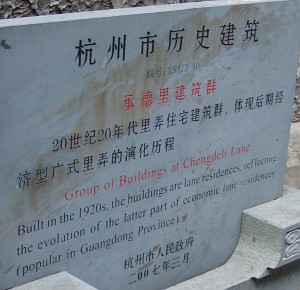 杭州市历史建筑
编号:
承德里建筑群
20世纪20年代里弄住宅建筑群，体现后期经
济型广式里弄的演化历程。
Group of Buildings at Chengdeli Lane
Built in the 1920s, the buildings are lane residences, reflecting
the evolution of the latter part of economic lane residences
(popular in Guangdong Province).
杭州市人民政府
二00七年三月